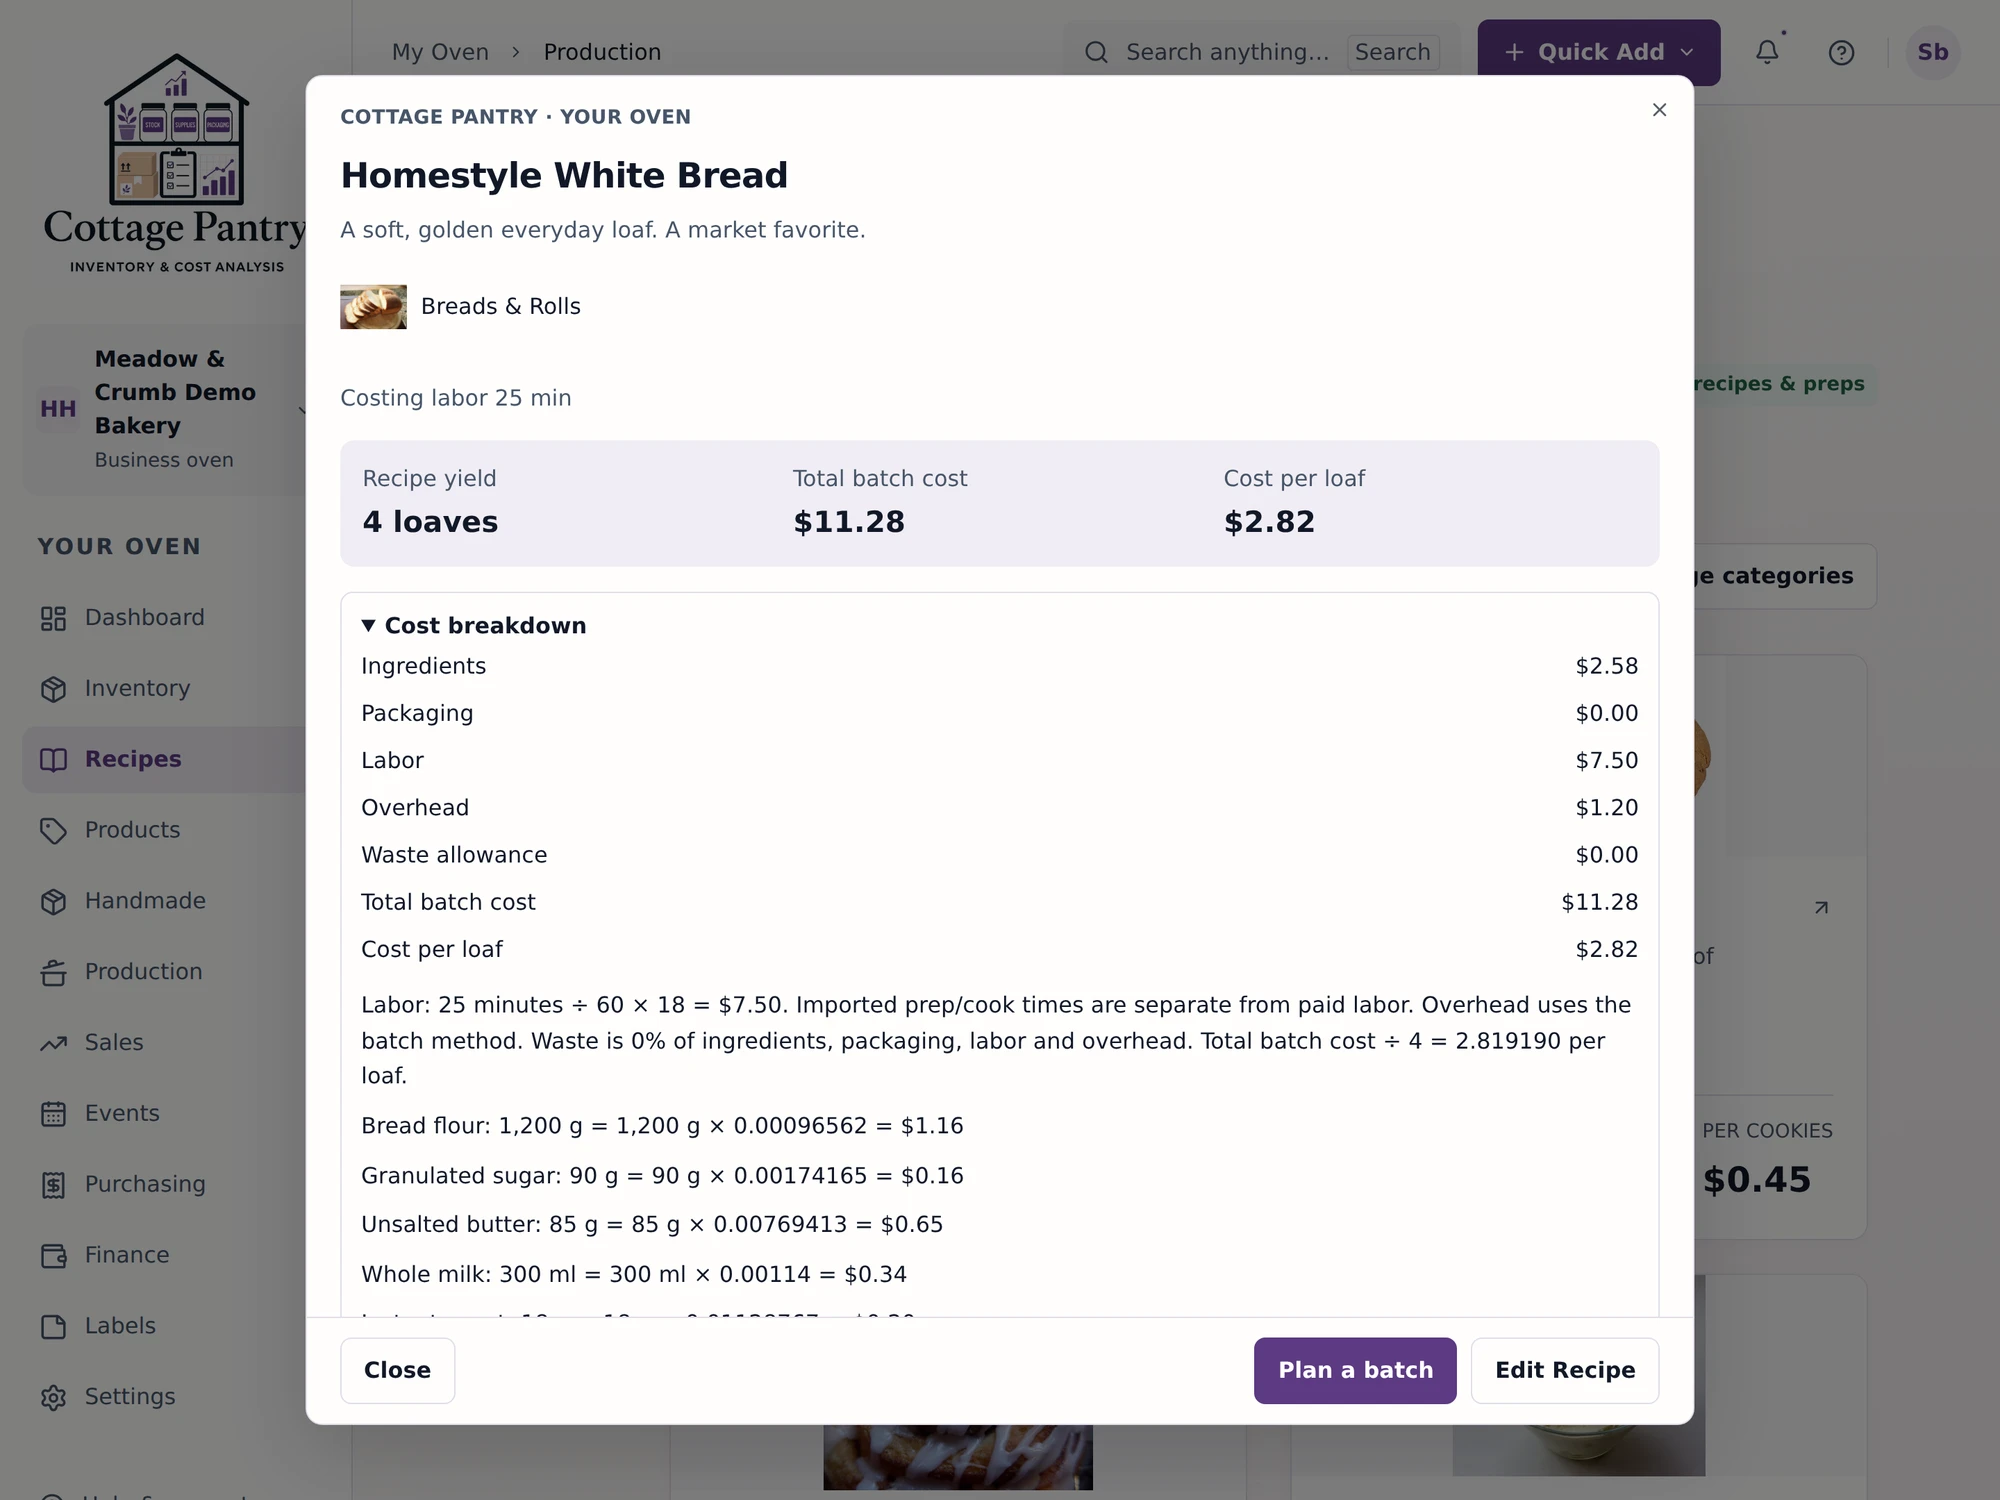 My Oven > Production
Search anything... Search
+ Quick Add
Sb
STOCK SUPPLIES PACKAGING
Cottage Pantry
INVENTORY & COST ANALYSIS
HH
Meadow &
Crumb Demo
Bakery
Business oven
YOUR OVEN
Dashboard
Inventory
Recipes
Products
Handmade
Production
Sales
Events
Purchasing
Finance
Labels
Settings
COTTAGE PANTRY · YOUR OVEN
×
Homestyle White Bread
A soft, golden everyday loaf. A market favorite.
Breads & Rolls
Costing labor 25 min
Recipe yield
4 loaves
Total batch cost
$11.28
Cost per loaf
$2.82
▼ Cost breakdown
Ingredients $2.58
Packaging $0.00
Labor $7.50
Overhead $1.20
Waste allowance $0.00
Total batch cost $11.28
Cost per loaf $2.82
Labor: 25 minutes ÷ 60 × 18 = $7.50. Imported prep/cook times are separate from paid labor. Overhead uses the
batch method. Waste is 0% of ingredients, packaging, labor and overhead. Total batch cost ÷ 4 = 2.819190 per
loaf.
Bread flour: 1,200 g = 1,200 g × 0.00096562 = $1.16
Granulated sugar: 90 g = 90 g × 0.00174165 = $0.16
Unsalted butter: 85 g = 85 g × 0.00769413 = $0.65
Whole milk: 300 ml = 300 ml × 0.00114 = $0.34
Close
Plan a batch
Edit Recipe
recipes & preps
categories
of
PER COOKIES
$0.45